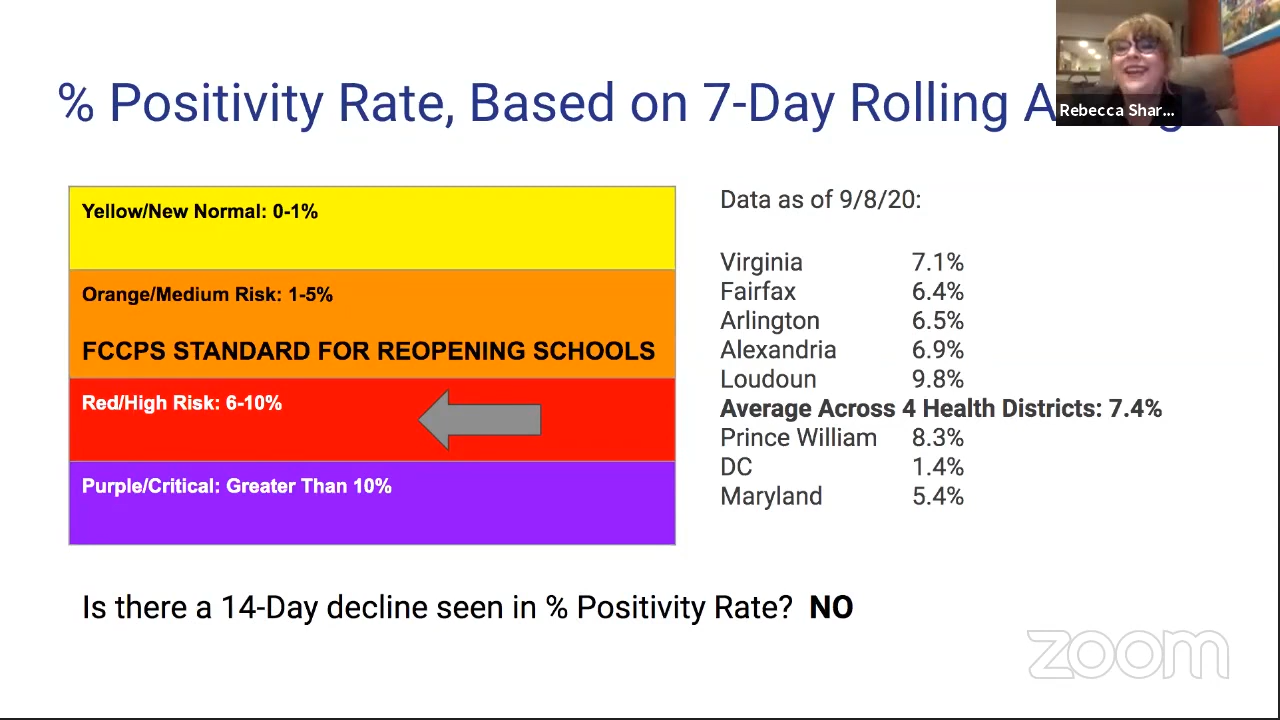 % Positivity Rate, Based on 7-Day Rolling
Rebecca Shar...
Yellow/New Normal: 0-1%
Orange/Medium Risk: 1-5%
FCCPS STANDARD FOR REOPENING SCHOOLS
Red/High Risk: 6-10%
Purple/Critical: Greater Than 10%
Data as of 9/8/20:
Virginia 7.1%
Fairfax 6.4%
Arlington 6.5%
Alexandria 6.9%
Loudoun 9.8%
Average Across 4 Health Districts: 7.4%
Prince William 8.3%
DC 1.4%
Maryland 5.4%
Is there a 14-Day decline seen in % Positivity Rate? NO
zoom